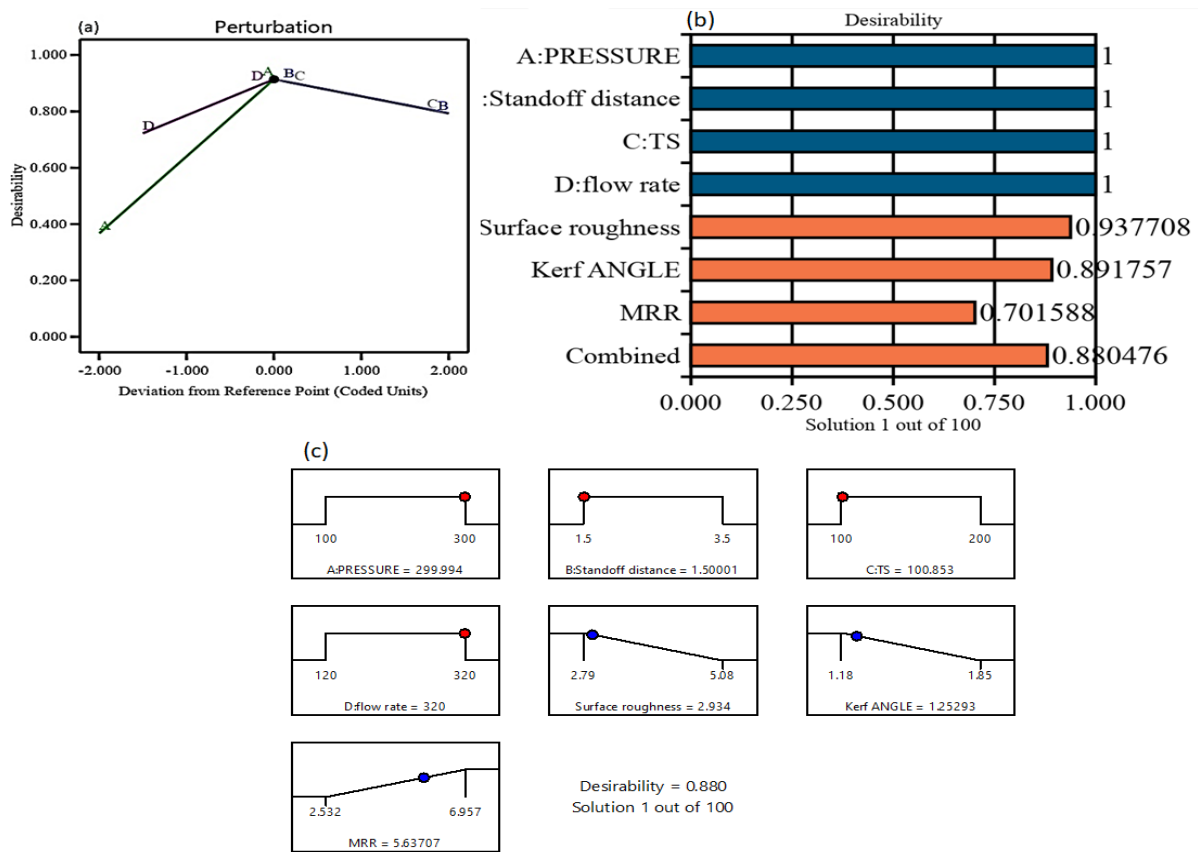 (a)
Perturbation
1.000
0.800
0.600
0.400
0.200
0.000
Desirability
A
D
B
C
C
B
D
A
-2.000 -1.000 0.000 1.000 2.000
Deviation from Reference Point (Coded Units)
(b)
Desirability
A:PRESSURE 1
:Standoff distance 1
C:TS 1
D:flow rate 1
Surface roughness 0.937708
Kerf ANGLE 0.891757
MRR 0.701588
Combined 0.880476
0.000 0.250 0.500 0.750 1.000
Solution 1 out of 100
(c)
100 300
A:PRESSURE = 299.994
1.5 3.5
B:Standoff distance = 1.50001
100 200
C:TS = 100.853
120 320
D:flow rate = 320
2.79 5.08
Surface roughness = 2.934
1.18 1.85
Kerf ANGLE = 1.25293
2.532 6.957
MRR = 5.63707
Desirability = 0.880
Solution 1 out of 100